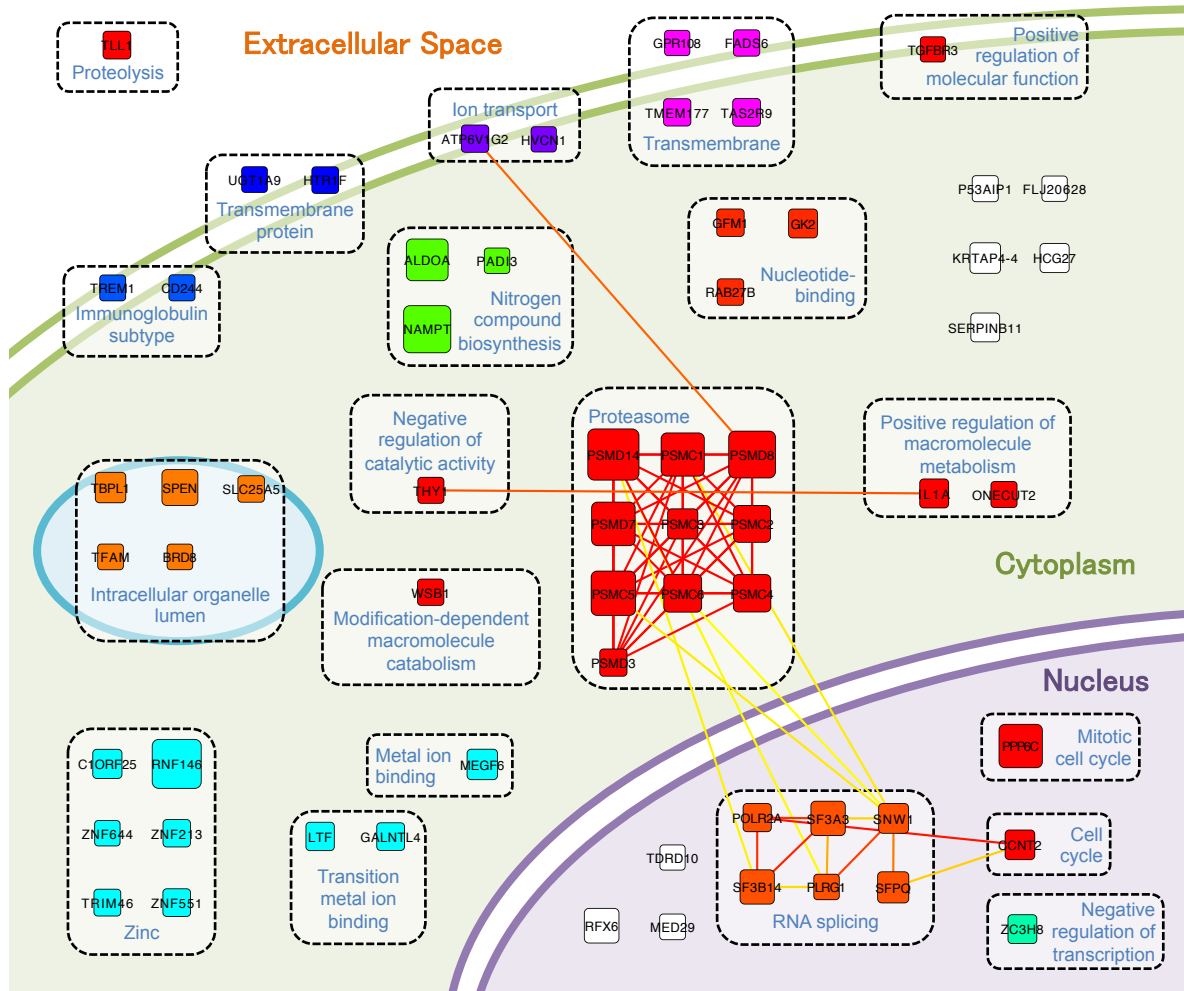 TLL1
Proteolysis
Extracellular Space
GPR108
FADS6
TMEM177
TAS2R9
Transmembrane
TGFBR3
Positive
regulation of
molecular function
Ion transport
ATP6V1G2
HVCN1
UGT1A9
HTR1F
Transmembrane
protein
TREM1
CD244
Immunoglobulin
subtype
ALDOA
PADI3
NAMPT
Nitrogen
compound
biosynthesis
GFM1
GK2
RAB27B
Nucleotide-
binding
P53AIP1
FLJ20628
KRTAP4-4
HCG27
SERPINB11
Negative
regulation of
catalytic activity
THY1
Proteasome
PSMD14
PSMC1
PSMD8
PSMD7
PSMC3
PSMC2
PSMC5
PSMC6
PSMC4
PSMD3
Positive regulation of
macromolecule
metabolism
IL1A
ONECUT2
TBPL1
SPEN
SLC25A5
TFAM
BRD8
Intracellular organelle
lumen
WSB1
Modification-dependent
macromolecule
catabolism
Cytoplasm
Nucleus
C1ORF25
RNF146
ZNF644
ZNF213
TRIM46
ZNF551
Zinc
Metal ion
binding
MEGF6
LTF
GALNTL4
Transition
metal ion
binding
PPP6C
Mitotic
cell cycle
POLR2A
SF3A3
SNW1
SF3B14
PLRG1
SFPQ
RNA splicing
CCNT2
Cell
cycle
TDRD10
RFX6
MED29
ZC3H8
Negative
regulation of
transcription